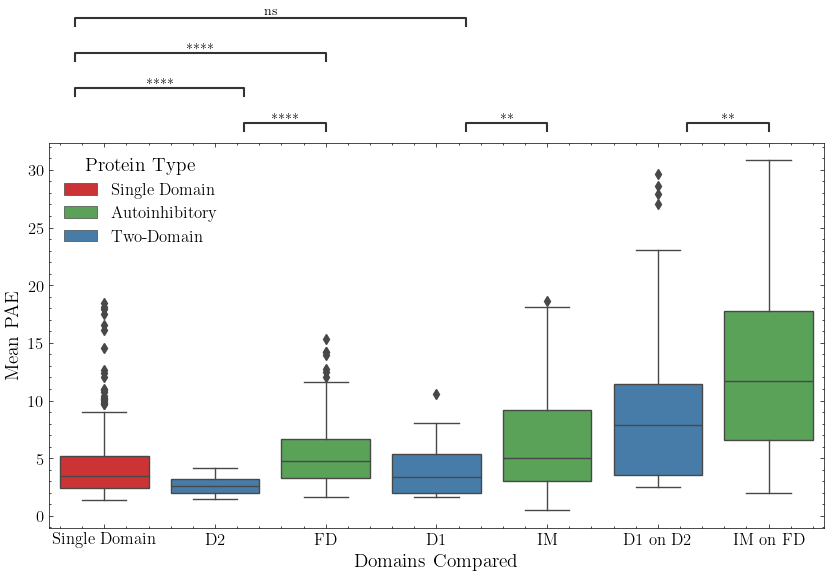 ns
****
****
**** ** **
Protein Type
Single Domain
Autoinhibitory
Two-Domain
30
25
20
15
10
5
0
Mean PAE
Single Domain D2 FD D1 IM D1 on D2 IM on FD
Domains Compared